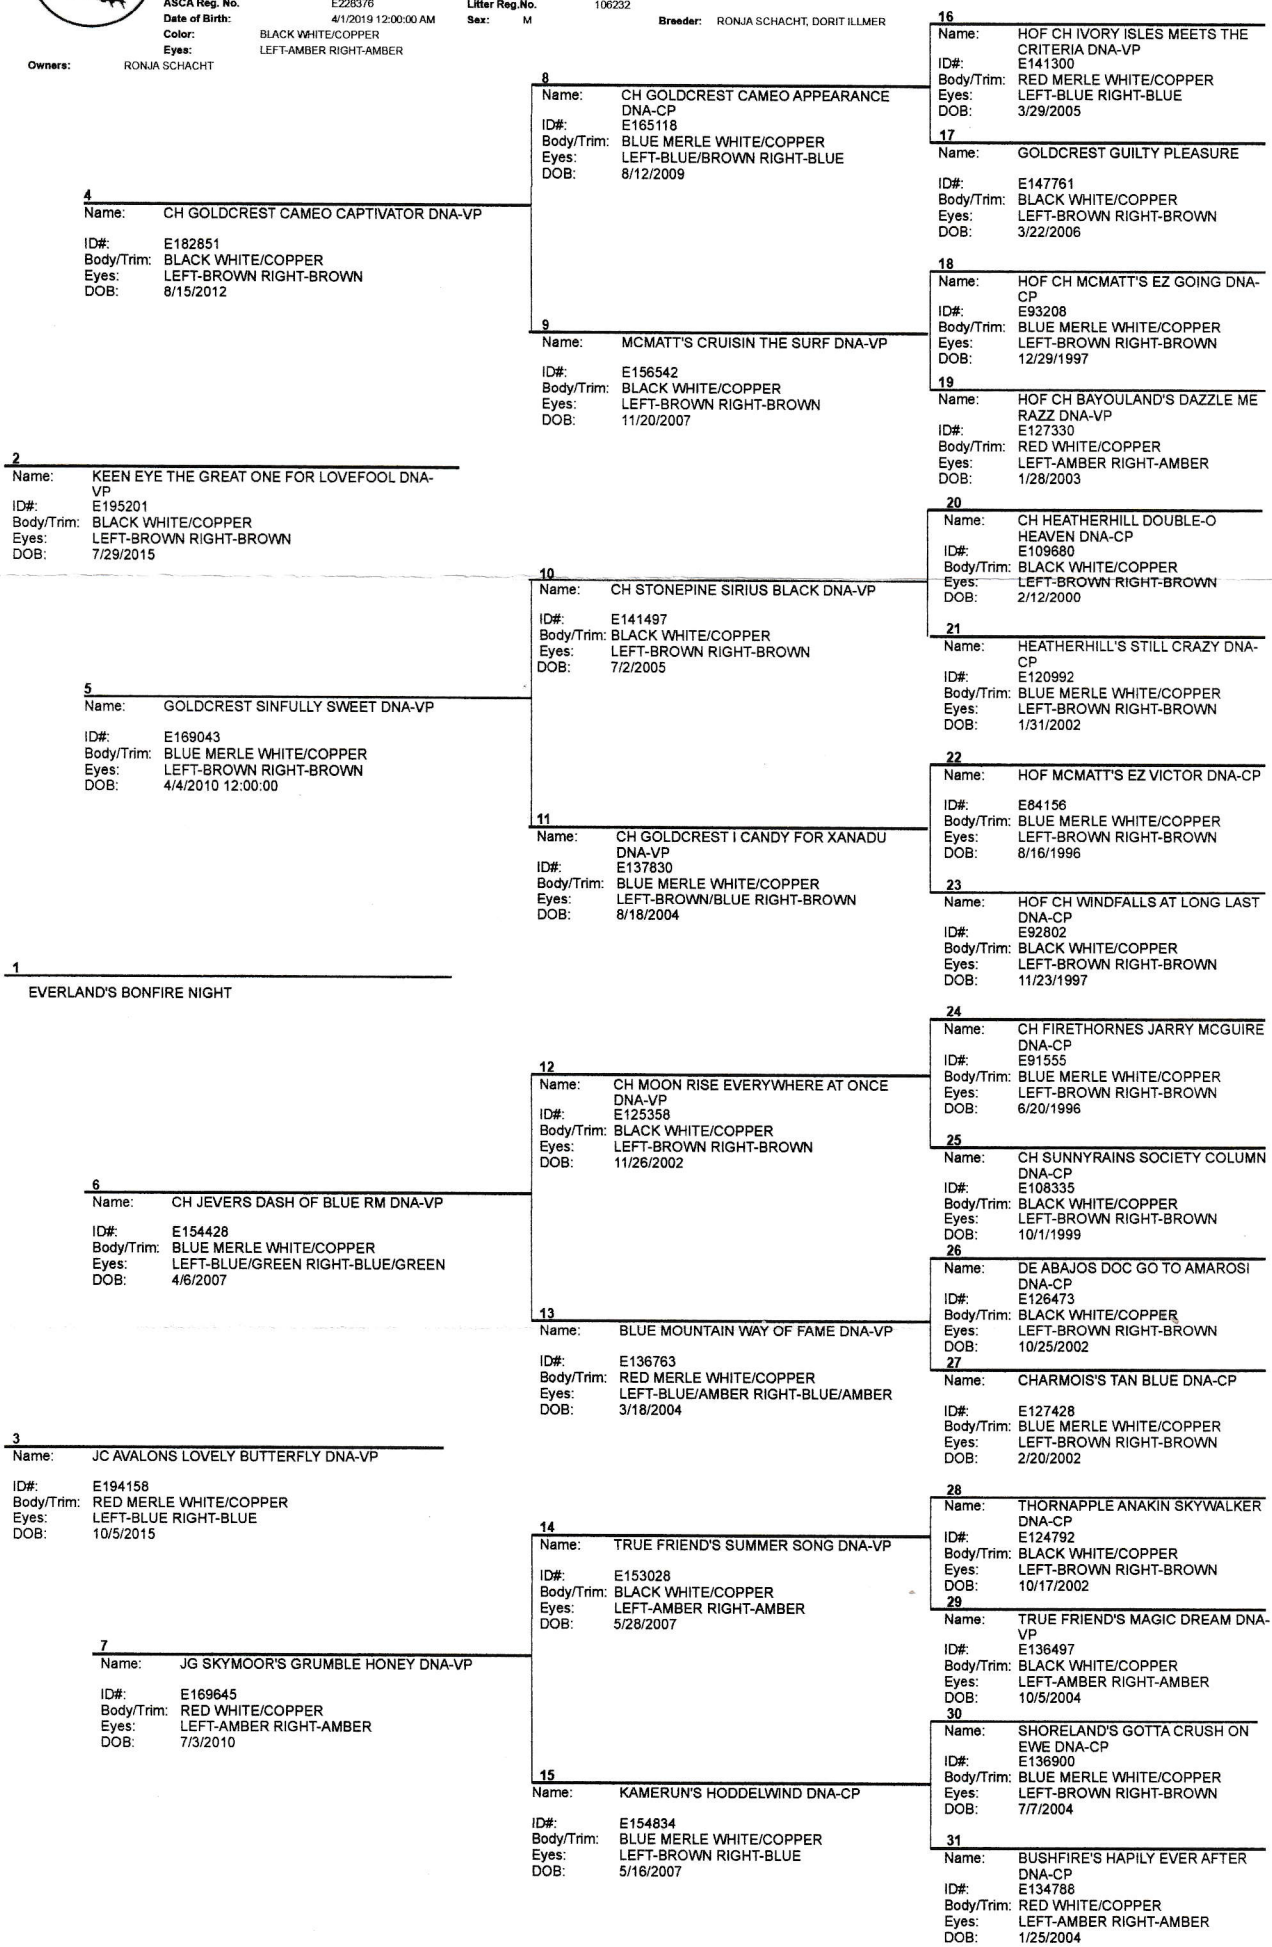 ASCA Reg. No. E228376 Litter Reg.No. 106232
Date of Birth: 4/1/2019 12:00:00 AM Sex: M Breeder: RONJA SCHACHT, DORIT ILLMER
Color: BLACK WHITE/COPPER
Eyes: LEFT-AMBER RIGHT-AMBER
Owners: RONJA SCHACHT
1
EVERLAND'S BONFIRE NIGHT
2
Name: KEEN EYE THE GREAT ONE FOR LOVEFOOL DNA-
VP
ID#: E195201
Body/Trim: BLACK WHITE/COPPER
Eyes: LEFT-BROWN RIGHT-BROWN
DOB: 7/29/2015
3
Name: JC AVALONS LOVELY BUTTERFLY DNA-VP
ID#: E194158
Body/Trim: RED MERLE WHITE/COPPER
Eyes: LEFT-BLUE RIGHT-BLUE
DOB: 10/5/2015
4
Name: CH GOLDCREST CAMEO CAPTIVATOR DNA-VP
ID#: E182851
Body/Trim: BLACK WHITE/COPPER
Eyes: LEFT-BROWN RIGHT-BROWN
DOB: 8/15/2012
5
Name: GOLDCREST SINFULLY SWEET DNA-VP
ID#: E169043
Body/Trim: BLUE MERLE WHITE/COPPER
Eyes: LEFT-BROWN RIGHT-BROWN
DOB: 4/4/2010 12:00:00
6
Name: CH JEVERS DASH OF BLUE RM DNA-VP
ID#: E154428
Body/Trim: BLUE MERLE WHITE/COPPER
Eyes: LEFT-BLUE/GREEN RIGHT-BLUE/GREEN
DOB: 4/6/2007
7
Name: JG SKYMOOR'S GRUMBLE HONEY DNA-VP
ID#: E169645
Body/Trim: RED WHITE/COPPER
Eyes: LEFT-AMBER RIGHT-AMBER
DOB: 7/3/2010
8
Name: CH GOLDCREST CAMEO APPEARANCE
DNA-CP
ID#: E165118
Body/Trim: BLUE MERLE WHITE/COPPER
Eyes: LEFT-BLUE/BROWN RIGHT-BLUE
DOB: 8/12/2009
9
Name: MCMATT'S CRUISIN THE SURF DNA-VP
ID#: E156542
Body/Trim: BLACK WHITE/COPPER
Eyes: LEFT-BROWN RIGHT-BROWN
DOB: 11/20/2007
10
Name: CH STONEPINE SIRIUS BLACK DNA-VP
ID#: E141497
Body/Trim: BLACK WHITE/COPPER
Eyes: LEFT-BROWN RIGHT-BROWN
DOB: 7/2/2005
11
Name: CH GOLDCREST I CANDY FOR XANADU
DNA-VP
ID#: E137830
Body/Trim: BLUE MERLE WHITE/COPPER
Eyes: LEFT-BROWN/BLUE RIGHT-BROWN
DOB: 8/18/2004
12
Name: CH MOON RISE EVERYWHERE AT ONCE
DNA-VP
ID#: E125358
Body/Trim: BLACK WHITE/COPPER
Eyes: LEFT-BROWN RIGHT-BROWN
DOB: 11/26/2002
13
Name: BLUE MOUNTAIN WAY OF FAME DNA-VP
ID#: E136763
Body/Trim: RED MERLE WHITE/COPPER
Eyes: LEFT-BLUE/AMBER RIGHT-BLUE/AMBER
DOB: 3/18/2004
14
Name: TRUE FRIEND'S SUMMER SONG DNA-VP
ID#: E153028
Body/Trim: BLACK WHITE/COPPER
Eyes: LEFT-AMBER RIGHT-AMBER
DOB: 5/28/2007
15
Name: KAMERUN'S HODDELWIND DNA-CP
ID#: E154834
Body/Trim: BLUE MERLE WHITE/COPPER
Eyes: LEFT-BROWN RIGHT-BLUE
DOB: 5/16/2007
16
Name: HOF CH IVORY ISLES MEETS THE
CRITERIA DNA-VP
ID#: E141300
Body/Trim: RED MERLE WHITE/COPPER
Eyes: LEFT-BLUE RIGHT-BLUE
DOB: 3/29/2005
17
Name: GOLDCREST GUILTY PLEASURE
ID#: E147761
Body/Trim: BLACK WHITE/COPPER
Eyes: LEFT-BROWN RIGHT-BROWN
DOB: 3/22/2006
18
Name: HOF CH MCMATT'S EZ GOING DNA-
CP
ID#: E93208
Body/Trim: BLUE MERLE WHITE/COPPER
Eyes: LEFT-BROWN RIGHT-BROWN
DOB: 12/29/1997
19
Name: HOF CH BAYOULAND'S DAZZLE ME
RAZZ DNA-VP
ID#: E127330
Body/Trim: RED WHITE/COPPER
Eyes: LEFT-AMBER RIGHT-AMBER
DOB: 1/28/2003
20
Name: CH HEATHERHILL DOUBLE-O
HEAVEN DNA-CP
ID#: E109680
Body/Trim: BLACK WHITE/COPPER
Eyes: LEFT-BROWN RIGHT-BROWN
DOB: 2/12/2000
21
Name: HEATHERHILL'S STILL CRAZY DNA-
CP
ID#: E120992
Body/Trim: BLUE MERLE WHITE/COPPER
Eyes: LEFT-BROWN RIGHT-BROWN
DOB: 1/31/2002
22
Name: HOF MCMATT'S EZ VICTOR DNA-CP
ID#: E84156
Body/Trim: BLUE MERLE WHITE/COPPER
Eyes: LEFT-BROWN RIGHT-BROWN
DOB: 8/16/1996
23
Name: HOF CH WINDFALLS AT LONG LAST
DNA-CP
ID#: E92802
Body/Trim: BLACK WHITE/COPPER
Eyes: LEFT-BROWN RIGHT-BROWN
DOB: 11/23/1997
24
Name: CH FIRETHORNES JARRY MCGUIRE
DNA-CP
ID#: E91555
Body/Trim: BLUE MERLE WHITE/COPPER
Eyes: LEFT-BROWN RIGHT-BROWN
DOB: 6/20/1996
25
Name: CH SUNNYRAINS SOCIETY COLUMN
DNA-CP
ID#: E108335
Body/Trim: BLACK WHITE/COPPER
Eyes: LEFT-BROWN RIGHT-BROWN
DOB: 10/1/1999
26
Name: DE ABAJOS DOC GO TO AMAROSI
DNA-CP
ID#: E126473
Body/Trim: BLACK WHITE/COPPER
Eyes: LEFT-BROWN RIGHT-BROWN
DOB: 10/25/2002
27
Name: CHARMOIS'S TAN BLUE DNA-CP
ID#: E127428
Body/Trim: BLUE MERLE WHITE/COPPER
Eyes: LEFT-BROWN RIGHT-BROWN
DOB: 2/20/2002
28
Name: THORNAPPLE ANAKIN SKYWALKER
DNA-CP
ID#: E124792
Body/Trim: BLACK WHITE/COPPER
Eyes: LEFT-BROWN RIGHT-BROWN
DOB: 10/17/2002
29
Name: TRUE FRIEND'S MAGIC DREAM DNA-
VP
ID#: E136497
Body/Trim: BLACK WHITE/COPPER
Eyes: LEFT-AMBER RIGHT-AMBER
DOB: 10/5/2004
30
Name: SHORELAND'S GOTTA CRUSH ON
EWE DNA-CP
ID#: E136900
Body/Trim: BLUE MERLE WHITE/COPPER
Eyes: LEFT-BROWN RIGHT-BROWN
DOB: 7/7/2004
31
Name: BUSHFIRE'S HAPILY EVER AFTER
DNA-CP
ID#: E134788
Body/Trim: RED WHITE/COPPER
Eyes: LEFT-AMBER RIGHT-AMBER
DOB: 1/25/2004